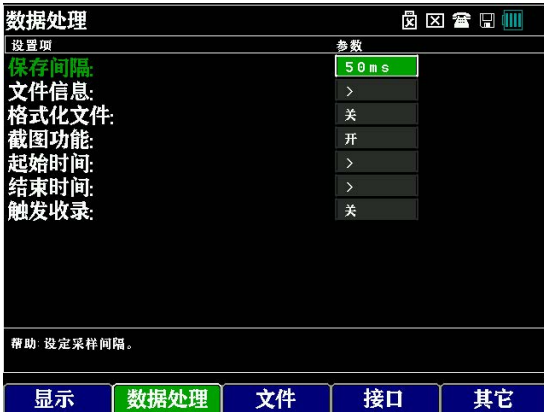 数据处理
设置项 参数
保存间隔: 50ms
文件信息: >
格式化文件: 关
截图功能: 开
起始时间: >
结束时间: >
触发收录: 关
帮助: 设定采样间隔。
显示 数据处理 文件 接口 其它